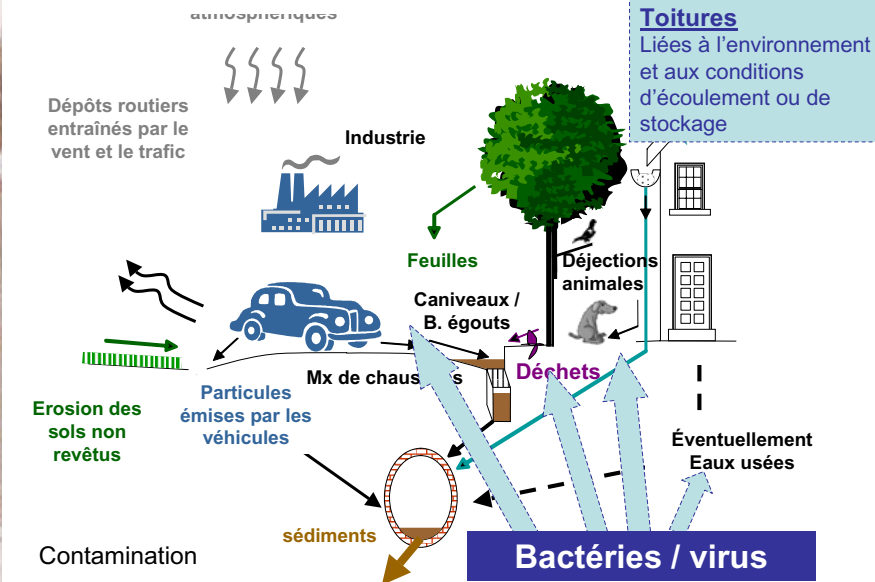 atmosphériques
Toitures
Liées à l'environnement
et aux conditions
d'écoulement ou de
stockage
Dépôts routiers
entraînés par le
vent et le trafic
Industrie
Feuilles
Déjections
animales
Caniveaux /
B. égouts
Déchets
Particules
émises par les
véhicules
Erosion des
sols non
revêtus
Éventuellement
Eaux usées
sédiments
Contamination
Bactéries / virus
Mx de